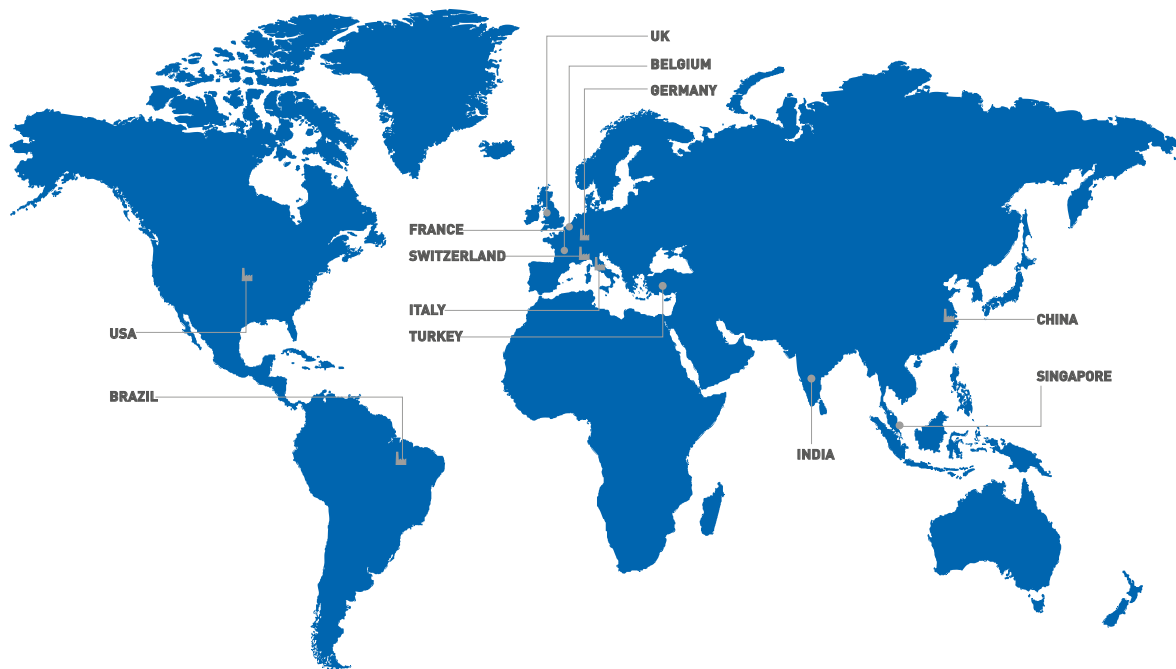 UK
BELGIUM
GERMANY
FRANCE
SWITZERLAND
ITALY
TURKEY
USA
BRAZIL
CHINA
SINGAPORE
INDIA